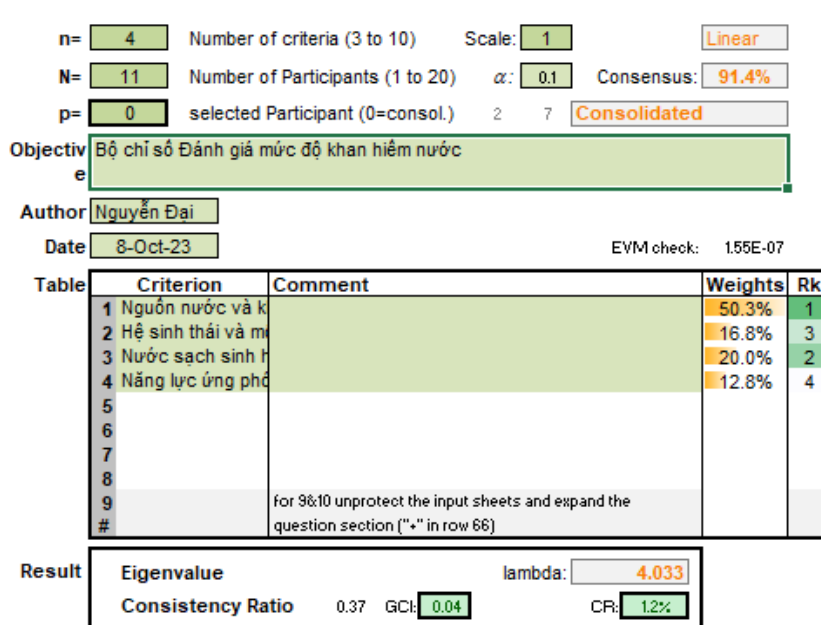 n= 4 Number of criteria (3 to 10) Scale: 1 Linear
N= 11 Number of Participants (1 to 20) α: 0.1 Consensus: 91.4%
p= 0 selected Participant (0=consol.) 2 7 Consolidated
Objectiv
e Bộ chỉ số Đánh giá mức độ khan hiếm nước
Author Nguyễn Đại
Date 8-Oct-23 EVM check: 1.55E-07
Table Criterion Comment Weights Rk
1 Nguồn nước và k 50.3% 1
2 Hệ sinh thái và mô 16.8% 3
3 Nước sạch sinh h 20.0% 2
4 Năng lực ứng phó 12.8% 4
5
6
7
8
9 for 9&10 unprotect the input sheets and expand the
# question section ("+" in row 66)
Result Eigenvalue lambda: 4.033
Consistency Ratio 0.37 GCI: 0.04 CR: 1.2%